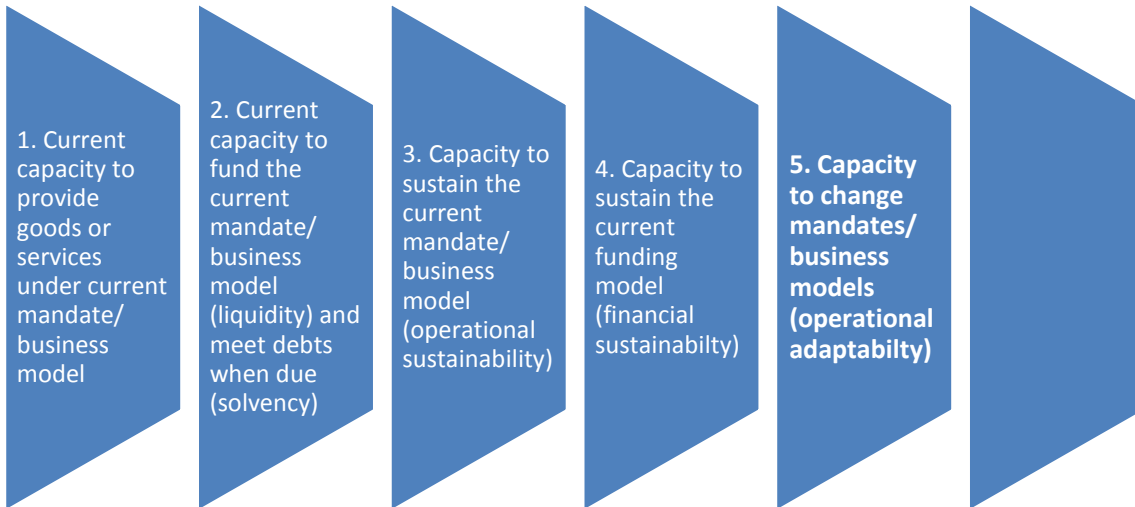 1. Current
capacity to
provide
goods or
services
under current
mandate/
business
model
2. Current
capacity to
fund the
current
mandate/
business
model
(liquidity) and
meet debts
when due
(solvency)
3. Capacity to
sustain the
current
mandate/
business
model
(operational
sustainability)
4. Capacity to
sustain the
current
funding
model
(financial
sustainabilty)
5. Capacity
to change
mandates/
business
models
(operational
adaptabilty)